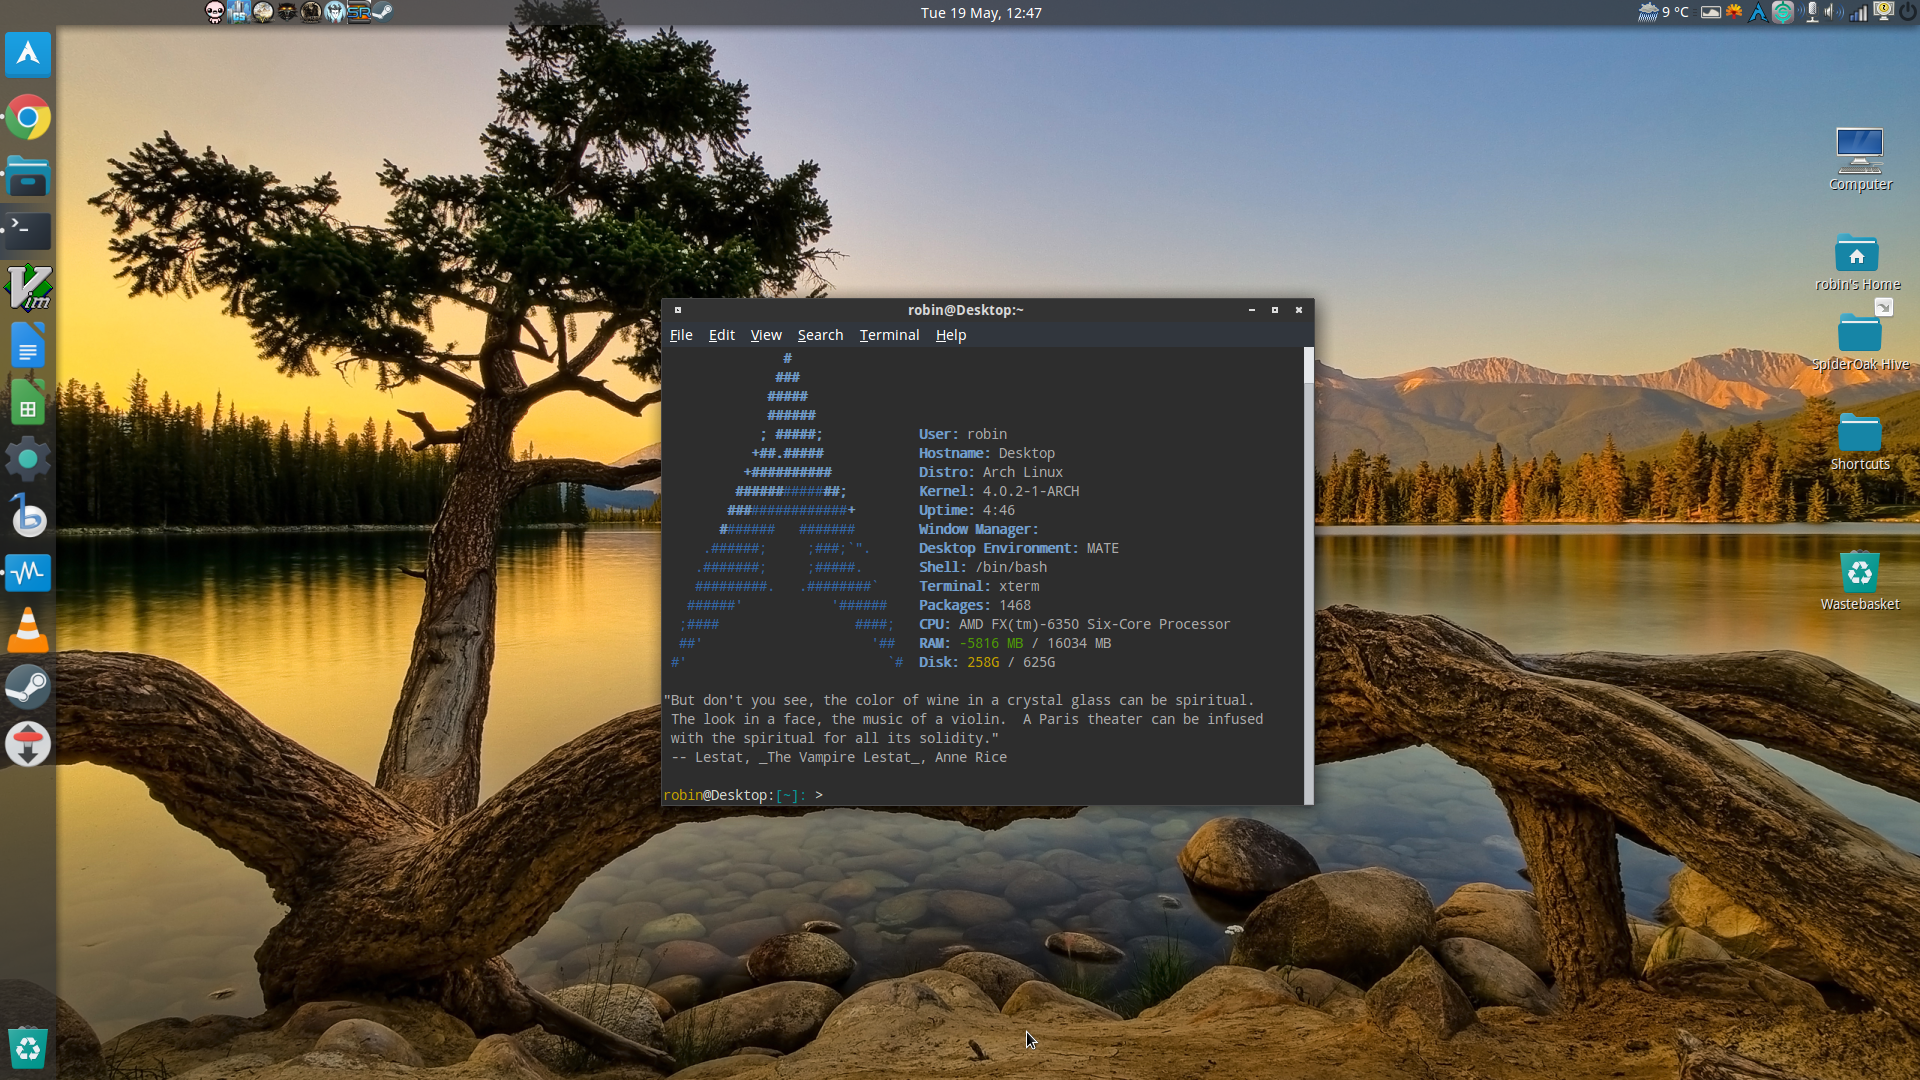 Tue 19 May, 12:47
9 °C
Computer
robin's Home
SpiderOak Hive
Shortcuts
Wastebasket
Vim
robin@Desktop:~
File Edit View Search Terminal Help
#
###
#####
######
; #####;
+##.#####
+##########
#############;
###############+
#######   #######
.######;     ;###;`".
.#######;     ;#####.
#########.   .########`
######'           '######
;####                 ####;
##'                     '##
#'                         `#
User: robin
Hostname: Desktop
Distro: Arch Linux
Kernel: 4.0.2-1-ARCH
Uptime: 4:46
Window Manager:
Desktop Environment: MATE
Shell: /bin/bash
Terminal: xterm
Packages: 1468
CPU: AMD FX(tm)-6350 Six-Core Processor
RAM: -5816 MB / 16034 MB
Disk: 258G / 625G
"But don't you see, the color of wine in a crystal glass can be spiritual.
The look in a face, the music of a violin.  A Paris theater can be infused
with the spiritual for all its solidity."
-- Lestat, _The Vampire Lestat_, Anne Rice
robin@Desktop:[~]: >